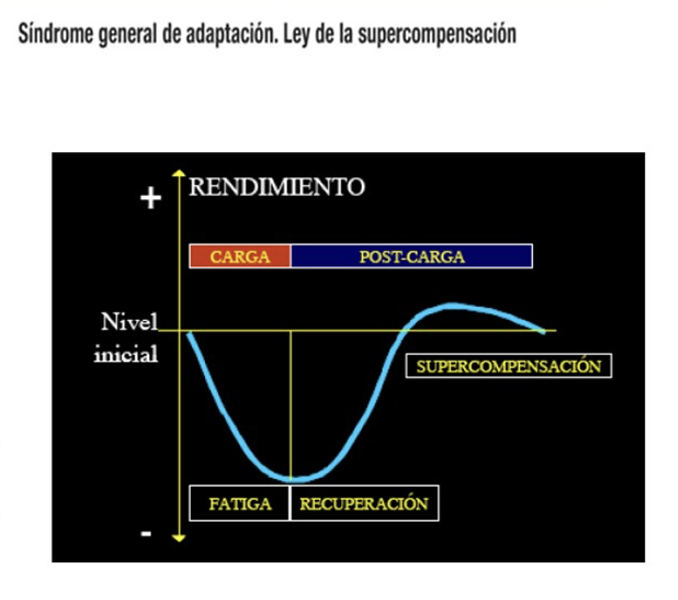 Síndrome general de adaptación. Ley de la supercompensación
+
RENDIMIENTO
CARGA
POST-CARGA
Nivel
inicial
SUPERCOMPENSACIÓN
FATIGA
RECUPERACIÓN
-